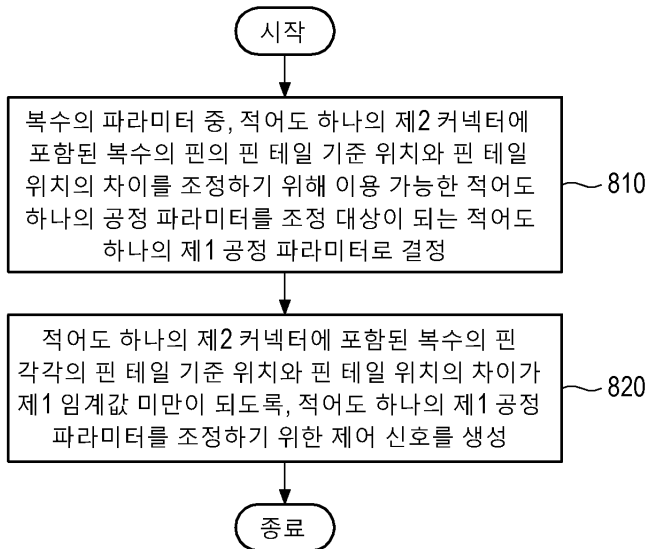 시작
복수의 파라미터 중, 적어도 하나의 제2 커넥터에
포함된 복수의 핀의 핀 테일 기준 위치와 핀 테일
위치의 차이를 조정하기 위해 이용 가능한 적어도
하나의 공정 파라미터를 조정 대상이 되는 적어도
하나의 제1 공정 파라미터로 결정
810
적어도 하나의 제2 커넥터에 포함된 복수의 핀
각각의 핀 테일 기준 위치와 핀 테일 위치의 차이가
제1 임계값 미만이 되도록, 적어도 하나의 제1 공정
파라미터를 조정하기 위한 제어 신호를 생성
820
종료